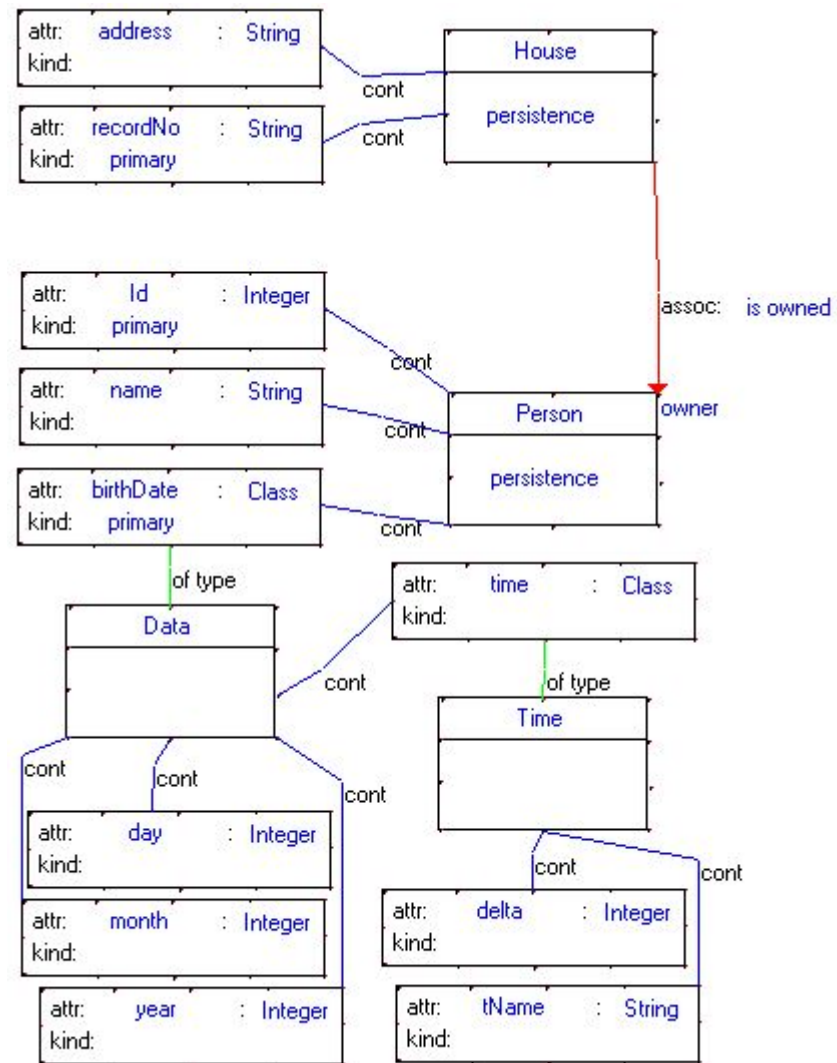 attr: address : String
kind:
House
cont
persistence
attr: recordNo : String
kind: primary
cont
assoc: is owned
attr: Id : Integer
kind: primary
cont
attr: name : String
kind:
cont
Person
owner
persistence
attr: birthDate : Class
kind: primary
cont
of type
attr: time : Class
kind:
Data
cont
of type
Time
cont
cont
cont
attr: day : Integer
kind:
cont
cont
attr: month : Integer
kind:
attr: delta : Integer
kind:
attr: year : Integer
kind:
attr: tName : String
kind: